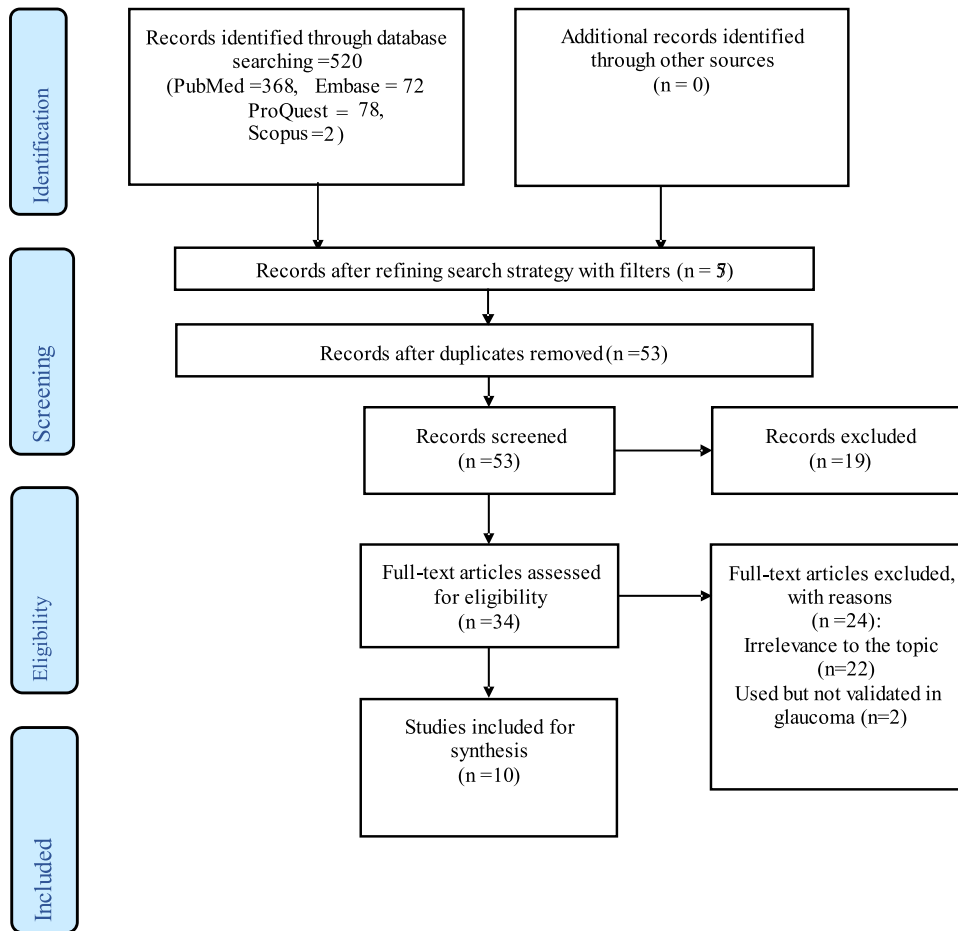 Identification
Records identified through database
searching =520
(PubMed =368, Embase = 72
ProQuest = 78,
Scopus=2)
Additional records identified
through other sources
(n = 0)
Screening
Records after refining search strategy with filters (n =
Records after duplicates removed (n =53)
Records screened
(n =53)
Records excluded
(n =19)
Eligibility
Full-text articles assessed
for eligibility
(n =34)
Full-text articles excluded,
with reasons
(n =24):
Irrelevance to the topic
(n=22)
Used but not validated in
glaucoma (n=2)
Included
Studies included for
synthesis
(n =10)